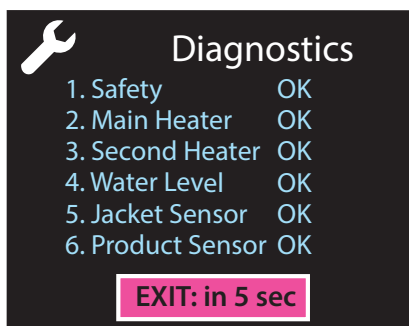 Diagnostics
1. Safety OK
2. Main Heater OK
3. Second Heater OK
4. Water Level OK
5. Jacket Sensor OK
6. Product Sensor OK
EXIT: in 5 sec